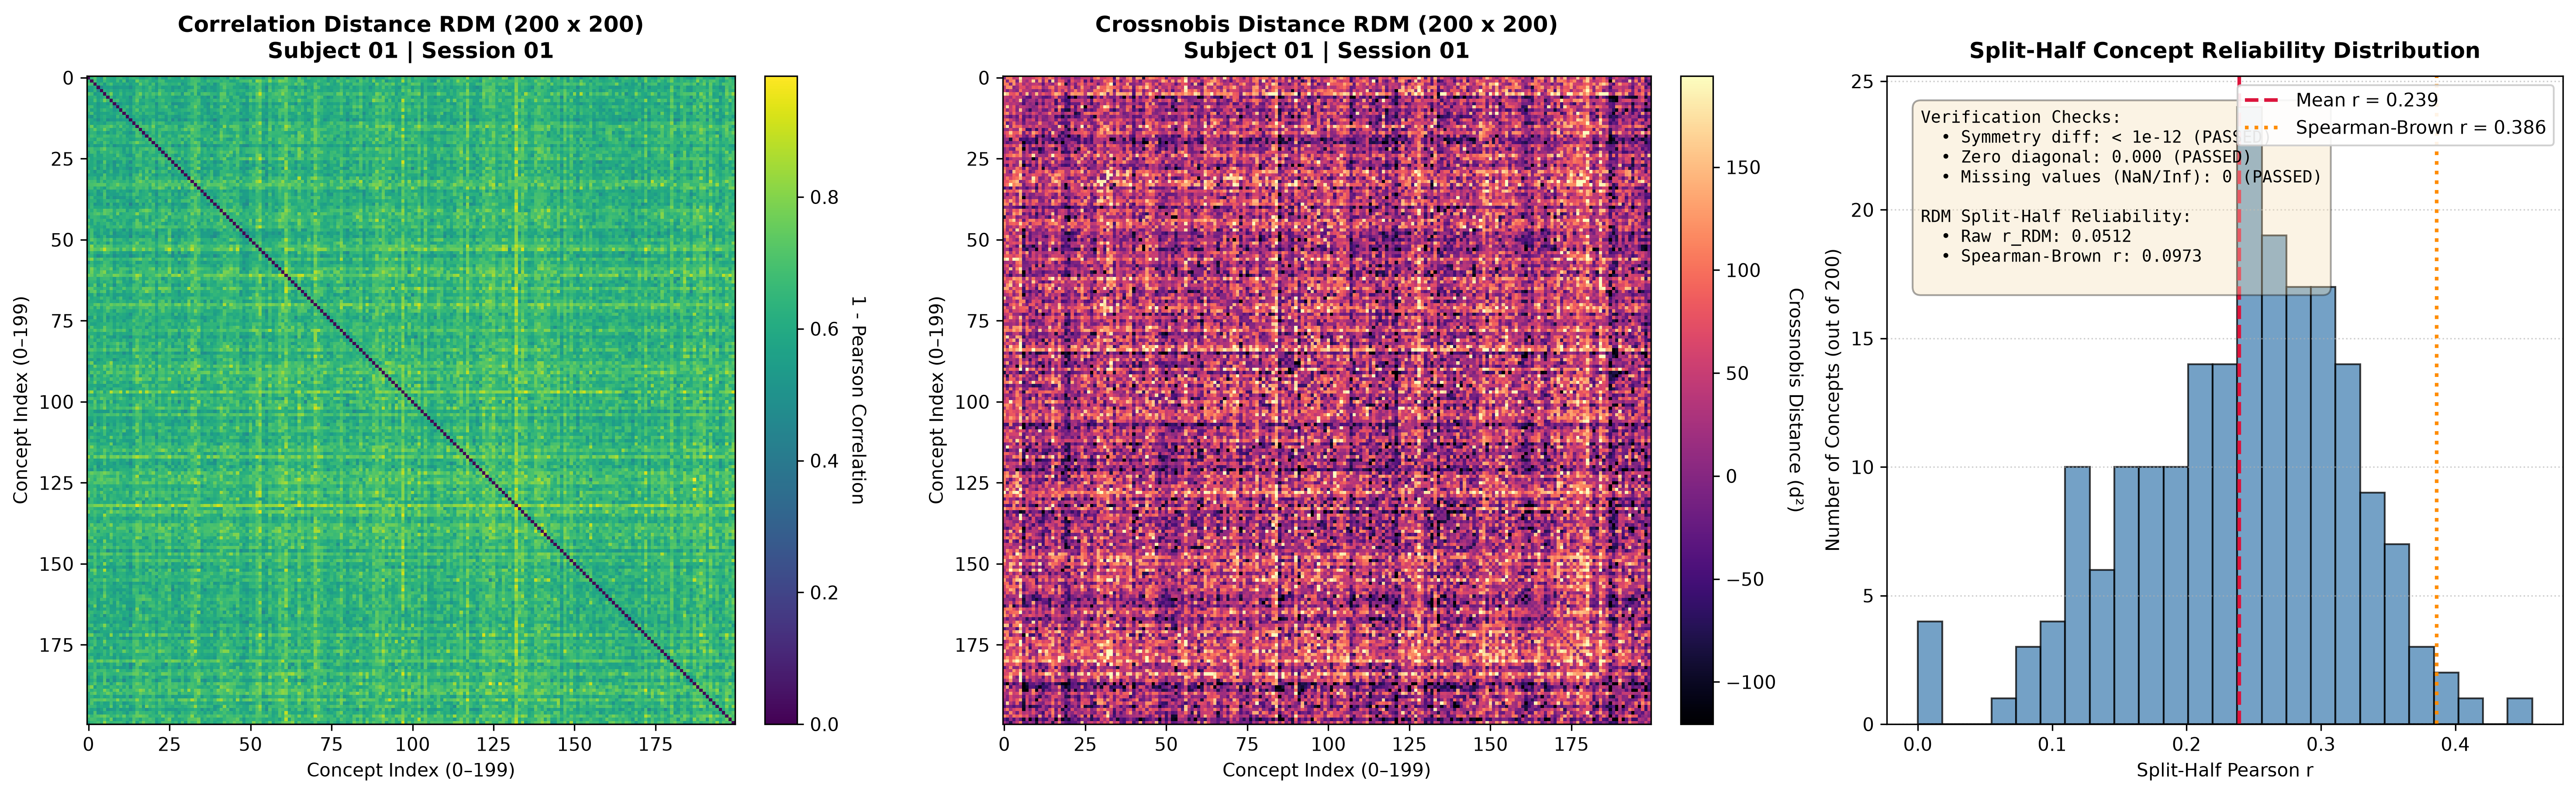 Correlation Distance RDM (200 x 200)
Subject 01 | Session 01
0
25
50
75
100
125
150
175
Concept Index (0–199)
0
25
50
75
100
125
150
175
Concept Index (0–199)
0.8
0.6
0.4
0.2
0.0
1 - Pearson Correlation
Crossnobis Distance RDM (200 x 200)
Subject 01 | Session 01
0
25
50
75
100
125
150
175
Concept Index (0–199)
0
25
50
75
100
125
150
175
Concept Index (0–199)
150
100
50
0
−50
−100
Crossnobis Distance (d²)
Split-Half Concept Reliability Distribution
25
20
15
10
5
0
Number of Concepts (out of 200)
Mean r = 0.239
Spearman-Brown r = 0.386
Verification Checks:
• Symmetry diff: < 1e-12 (PASSED)
• Zero diagonal: 0.000 (PASSED)
• Missing values (NaN/Inf): 0 (PASSED)
RDM Split-Half Reliability:
• Raw r_RDM: 0.0512
• Spearman-Brown r: 0.0973
0.0
0.1
0.2
0.3
0.4
Split-Half Pearson r